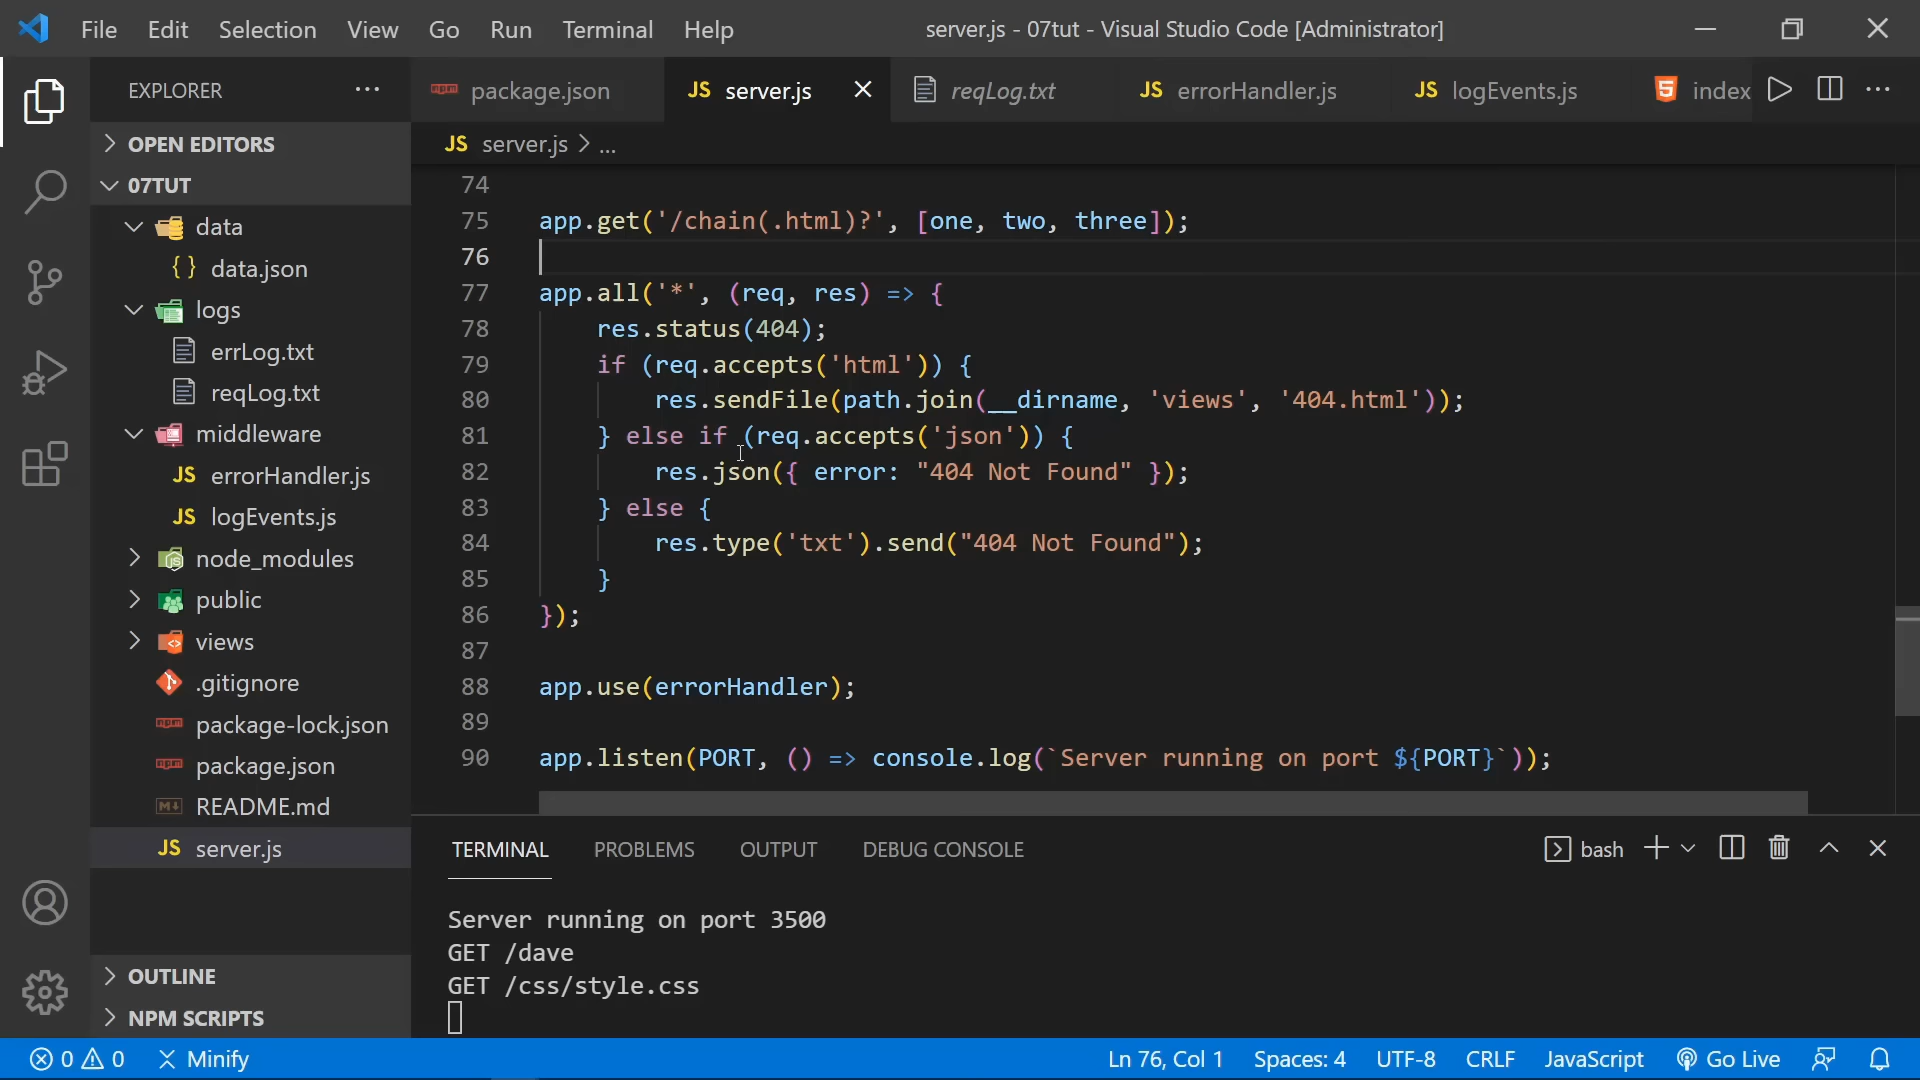 File Edit Selection View Go Run Terminal Help server.js - 07tut - Visual Studio Code [Administrator]
EXPLORER ...
OPEN EDITORS
07TUT
data
{ } data.json
logs
errLog.txt
reqLog.txt
middleware
JS errorHandler.js
JS logEvents.js
node_modules
public
views
.gitignore
package-lock.json
package.json
README.md
JS server.js
OUTLINE
NPM SCRIPTS
package.json JS server.js reqLog.txt JS errorHandler.js JS logEvents.js index ...
JS server.js > ...
74
75 app.get('/chain(.html)?', [one, two, three]);
76
77 app.all('*', (req, res) => {
78 res.status(404);
79 if (req.accepts('html')) {
80 res.sendFile(path.join(__dirname, 'views', '404.html'));
81 } else if (req.accepts('json')) {
82 res.json({ error: "404 Not Found" });
83 } else {
84 res.type('txt').send("404 Not Found");
85 }
86 });
87
88 app.use(errorHandler);
89
90 app.listen(PORT, () => console.log(`Server running on port ${PORT}`));
TERMINAL PROBLEMS OUTPUT DEBUG CONSOLE bash
Server running on port 3500
GET /dave
GET /css/style.css
0 0 Minify Ln 76, Col 1 Spaces: 4 UTF-8 CRLF JavaScript Go Live